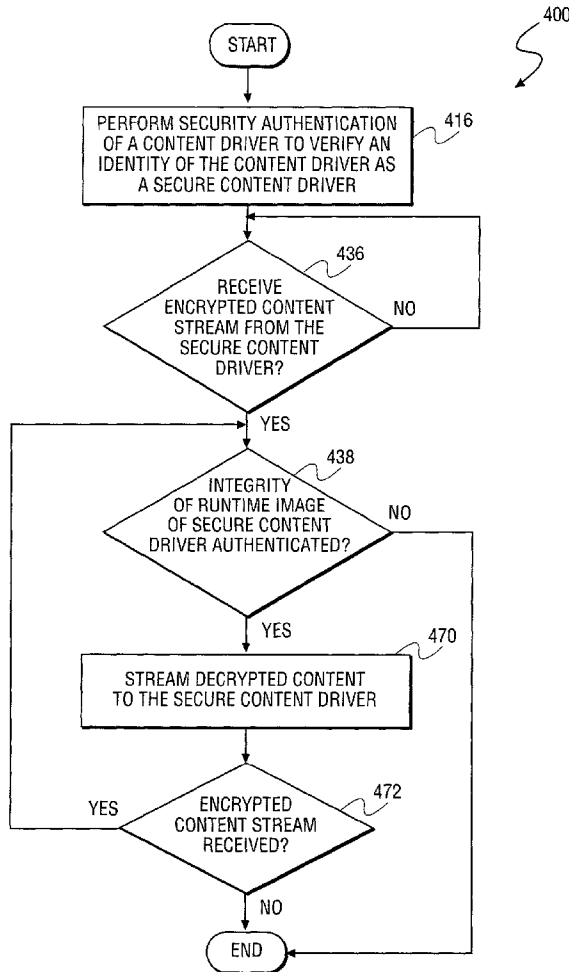 400
START
PERFORM SECURITY AUTHENTICATION
OF A CONTENT DRIVER TO VERIFY AN
IDENTITY OF THE CONTENT DRIVER AS
A SECURE CONTENT DRIVER
416
436
RECEIVE
ENCRYPTED CONTENT
STREAM FROM THE
SECURE CONTENT
DRIVER?
NO
YES
438
INTEGRITY
OF RUNTIME IMAGE
OF SECURE CONTENT
DRIVER AUTHENTICATED?
NO
YES
470
STREAM DECRYPTED CONTENT
TO THE SECURE CONTENT DRIVER
472
YES
ENCRYPTED
CONTENT STREAM
RECEIVED?
NO
END